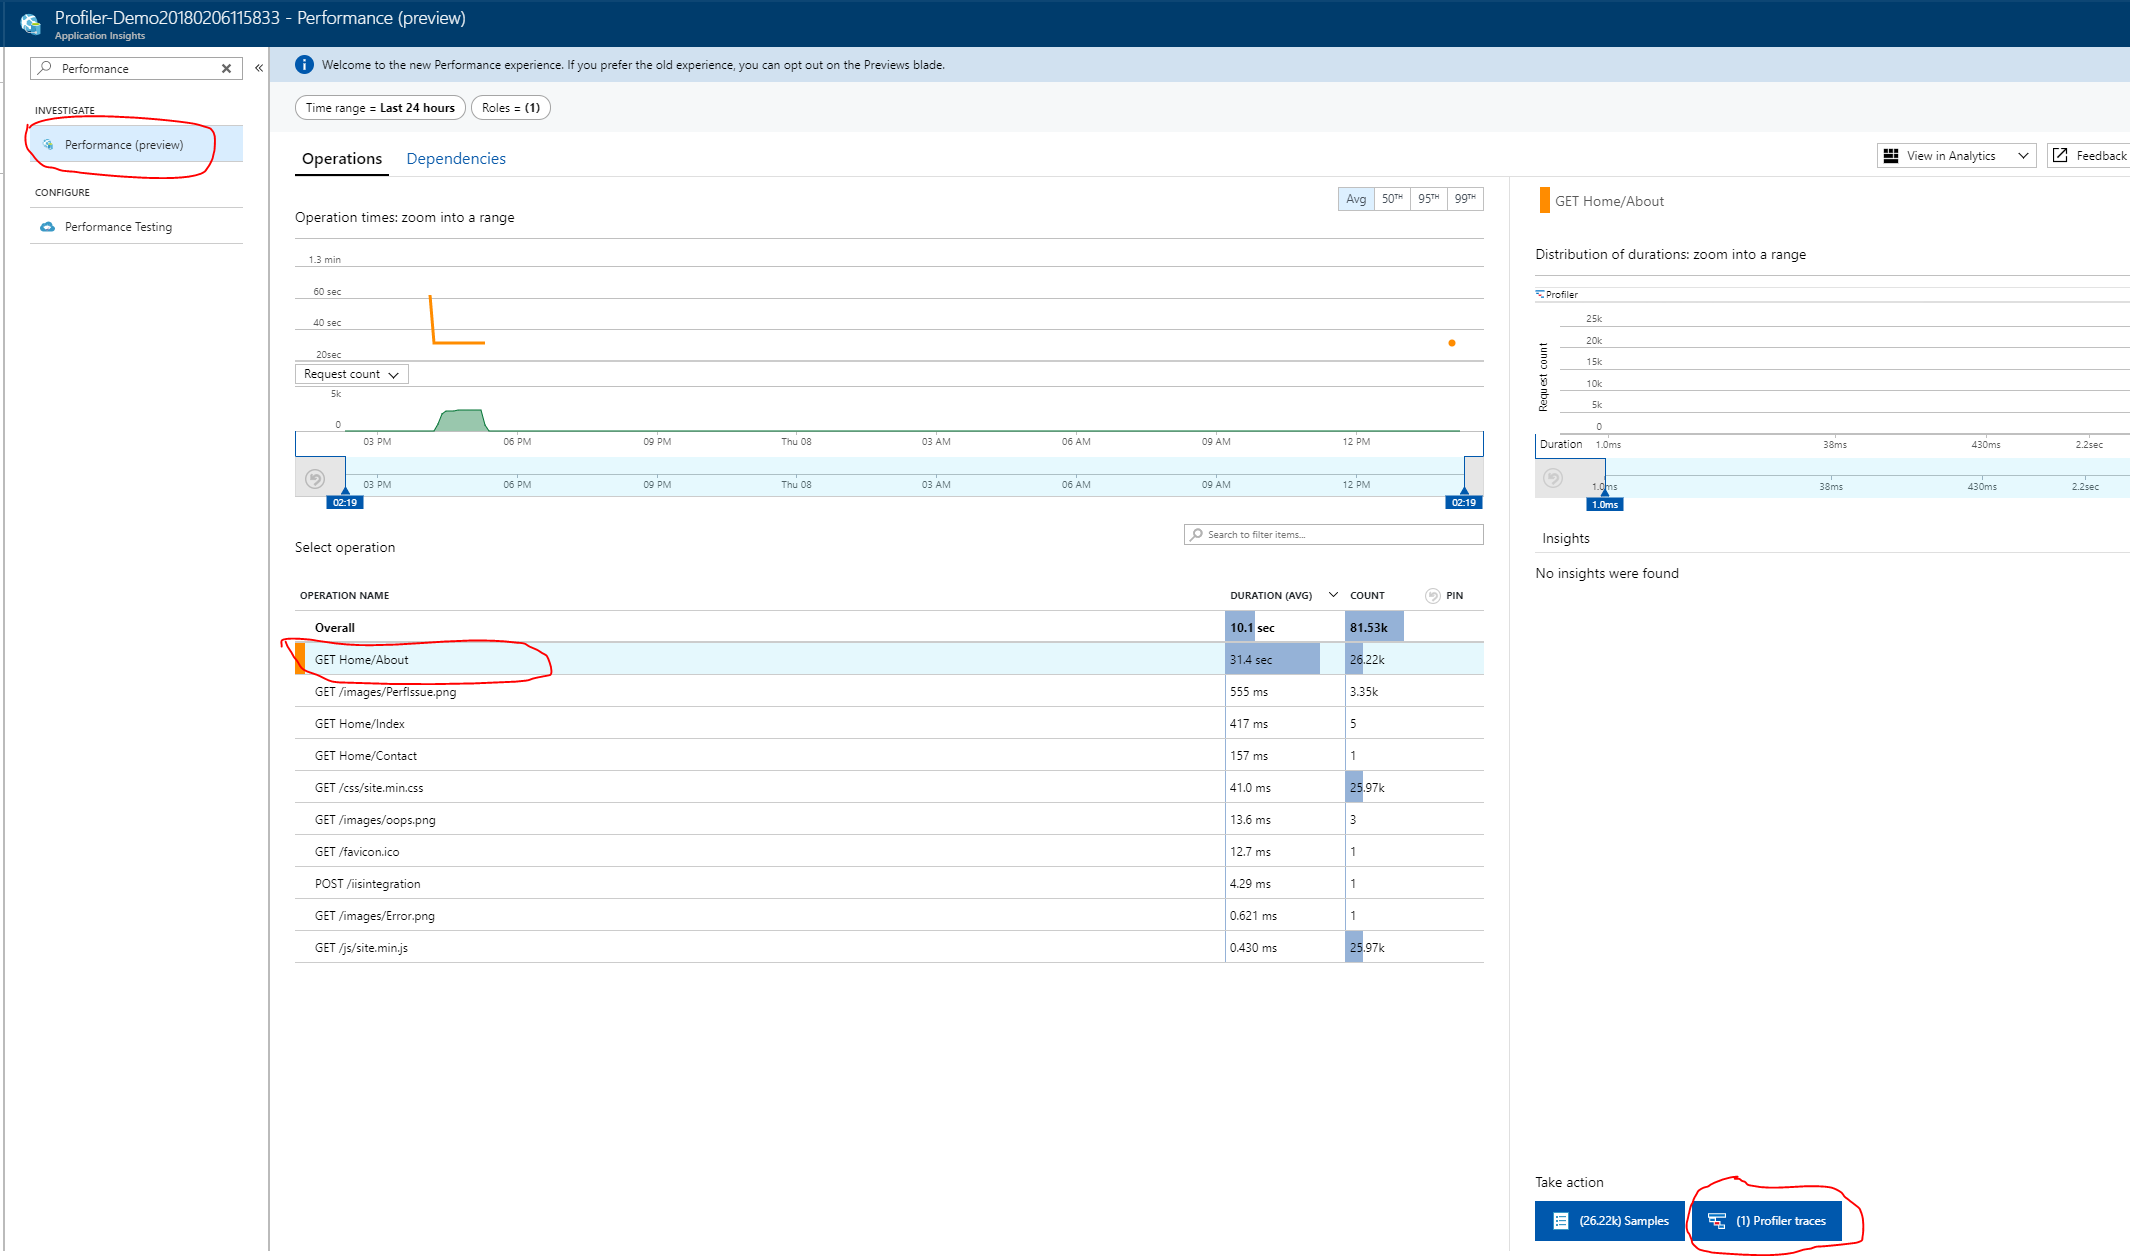 Profiler-Demo20180206115833 - Performance (preview)
Application Insights
Performance
«
INVESTIGATE
Performance (preview)
CONFIGURE
Performance Testing
Welcome to the new Performance experience. If you prefer the old experience, you can opt out on the Previews blade.
Time range = Last 24 hours Roles = (1)
Operations Dependencies
View in Analytics Feedback
Avg 50TH 95TH 99TH
Operation times: zoom into a range
1.3 min
60 sec
40 sec
20sec
Request count
5k
0
03 PM 06 PM 09 PM Thu 08 03 AM 06 AM 09 AM 12 PM
03 PM 06 PM 09 PM Thu 08 03 AM 06 AM 09 AM 12 PM
02:19 02:19
Select operation
Search to filter items...
OPERATION NAME DURATION (AVG) COUNT PIN
Overall 10.1 sec 81.53k
GET Home/About 31.4 sec 26.22k
GET /images/PerfIssue.png 555 ms 3.35k
GET Home/Index 417 ms 5
GET Home/Contact 157 ms 1
GET /css/site.min.css 41.0 ms 25.97k
GET /images/oops.png 13.6 ms 3
GET /favicon.ico 12.7 ms 1
POST /iisintegration 4.29 ms 1
GET /images/Error.png 0.621 ms 1
GET /js/site.min.js 0.430 ms 25.97k
GET Home/About
Distribution of durations: zoom into a range
Profiler
Request count
25k
20k
15k
10k
5k
0
Duration 1.0ms 38ms 430ms 2.2sec
1.0ms 38ms 430ms 2.2sec
1.0ms
Insights
No insights were found
Take action
(26.22k) Samples (1) Profiler traces